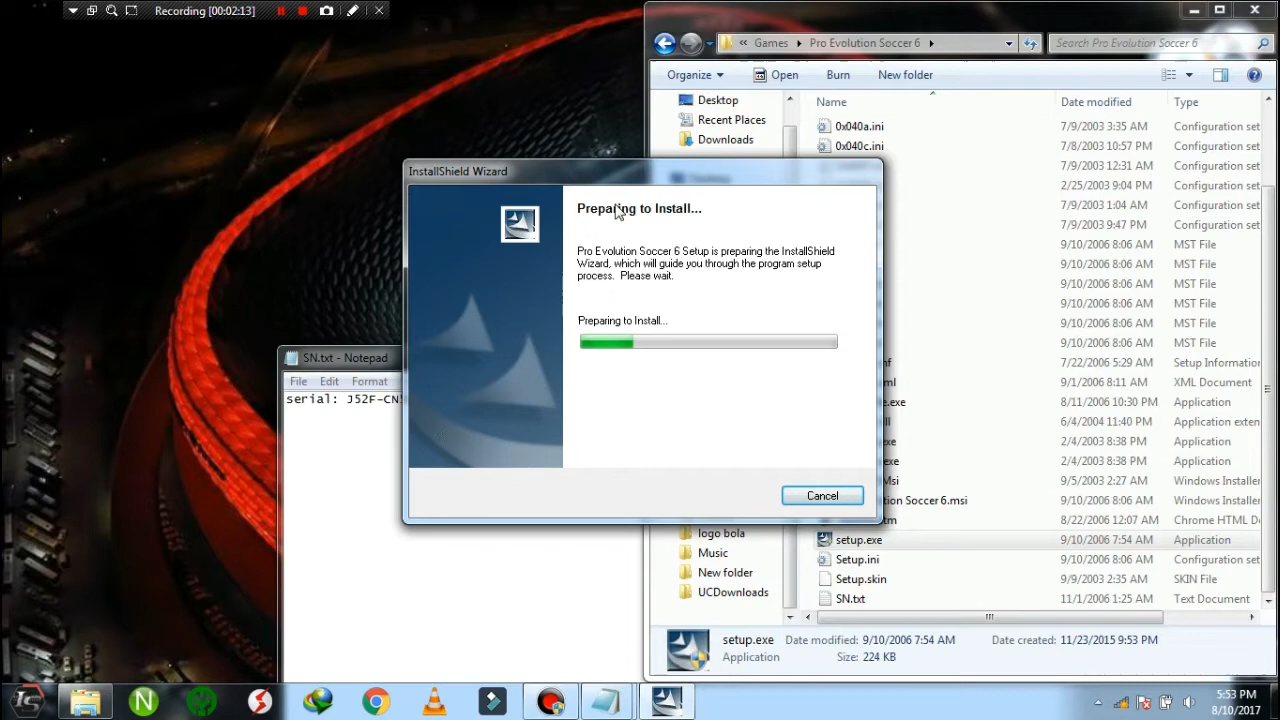 Recording [00:02:13]
« Games Pro Evolution Soccer 6
Search Pro Evolution Soccer 6
Organize Open Burn New folder
Desktop
Recent Places
Downloads
Name Date modified Type
0x040a.ini 7/9/2003 3:35 AM Configuration set
0x040c.ini 7/8/2003 10:57 PM Configuration set
7/9/2003 12:31 AM Configuration set
2/25/2003 9:04 PM Configuration set
7/9/2003 1:04 AM Configuration set
7/9/2003 9:47 PM Configuration set
9/10/2006 8:06 AM MST File
9/10/2006 8:06 AM MST File
9/10/2006 8:06 AM MST File
9/10/2006 8:06 AM MST File
9/10/2006 8:06 AM MST File
9/10/2006 8:06 AM MST File
nf 7/22/2006 5:29 AM Setup Information
ml 9/1/2006 8:11 AM XML Document
e.exe 8/11/2006 10:30 PM Application
ll 6/4/2004 11:40 PM Application exten
exe 2/4/2003 8:38 PM Application
exe 2/4/2003 8:38 PM Application
Msi 9/5/2003 2:27 AM Windows Installer
on Soccer 6.msi 9/10/2006 8:06 AM Windows Installer
tm 8/22/2006 12:07 AM Chrome HTML Do
setup.exe 9/10/2006 7:54 AM Application
Setup.ini 9/10/2006 8:06 AM Configuration set
Setup.skin 9/9/2003 2:35 AM SKIN File
SN.txt 11/1/2006 1:25 AM Text Document
logo bola
Music
New folder
UCDownloads
setup.exe Date modified: 9/10/2006 7:54 AM Date created: 11/23/2015 9:53 PM
Application Size: 224 KB
InstallShield Wizard
Preparing to Install...
Pro Evolution Soccer 6 Setup is preparing the InstallShield
Wizard, which will guide you through the program setup
process. Please wait.
Preparing to Install...
Cancel
SN.txt - Notepad
File Edit Format
serial: J52F-CN
5:53 PM
8/10/2017